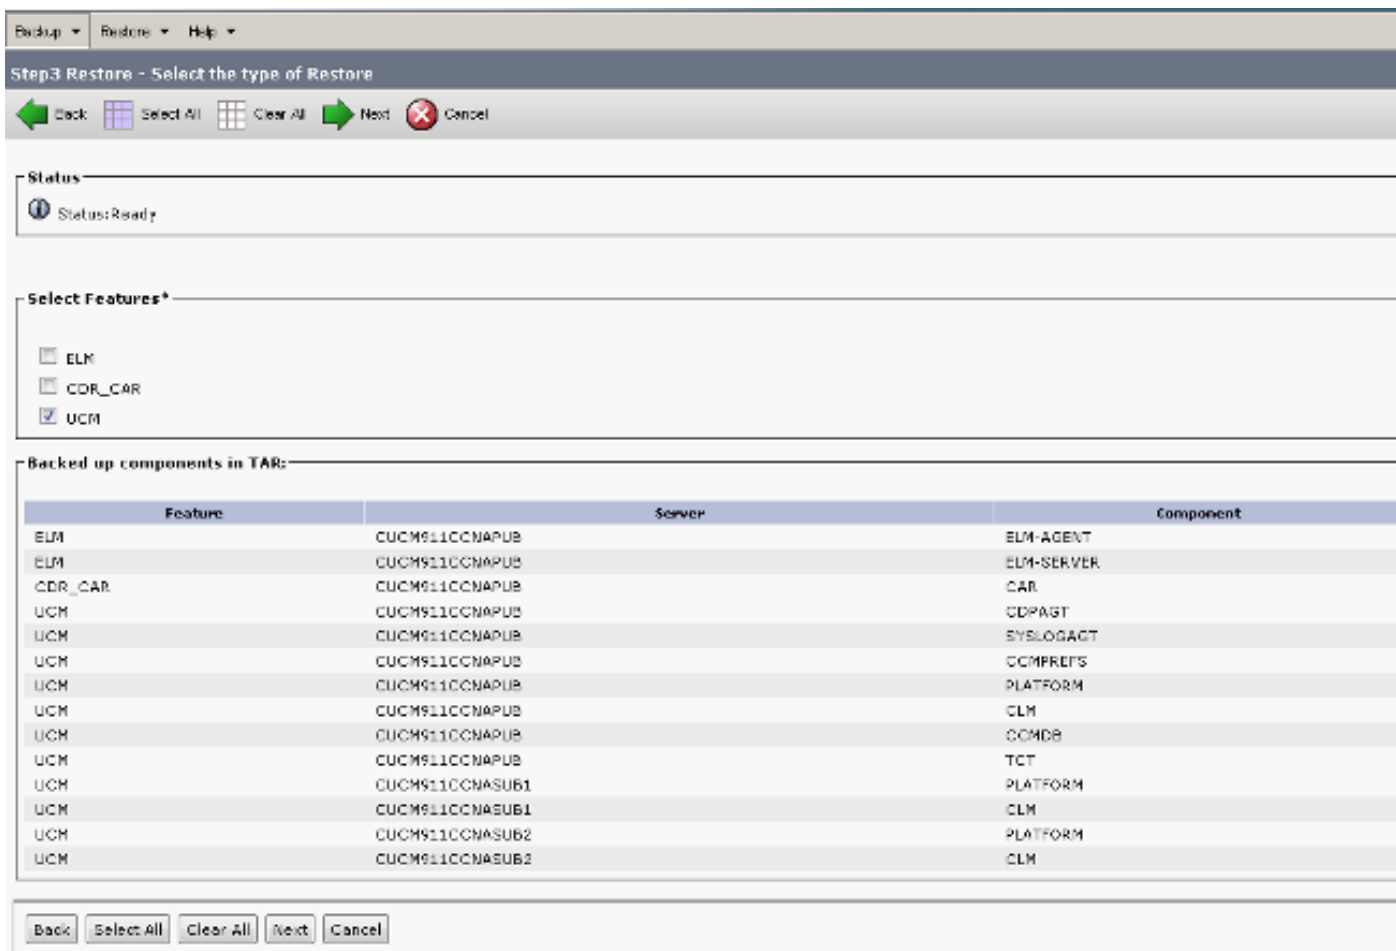 Backup Restore Help
Step3 Restore - Select the type of Restore
Back Select All Clear All Next Cancel
Status
Status:Ready
Select Features*
ELM
CDR_CAR
UCM
Backed up components in TAR:
Feature Server Component
ELM CUCM911CCNAPUB ELM-AGENT
ELM CUCM911CCNAPUB ELM-SERVER
CDR_CAR CUCM911CCNAPUB CAR
UCM CUCM911CCNAPUB CDPAGT
UCM CUCM911CCNAPUB SYSLOGAGT
UCM CUCM911CCNAPUB CCMPREFS
UCM CUCM911CCNAPUB PLATFORM
UCM CUCM911CCNAPUB CLM
UCM CUCM911CCNAPUB CCMDB
UCM CUCM911CCNAPUB TCT
UCM CUCM911CCNASUB1 PLATFORM
UCM CUCM911CCNASUB1 CLM
UCM CUCM911CCNASUB2 PLATFORM
UCM CUCM911CCNASUB2 CLM
Back Select All Clear All Next Cancel